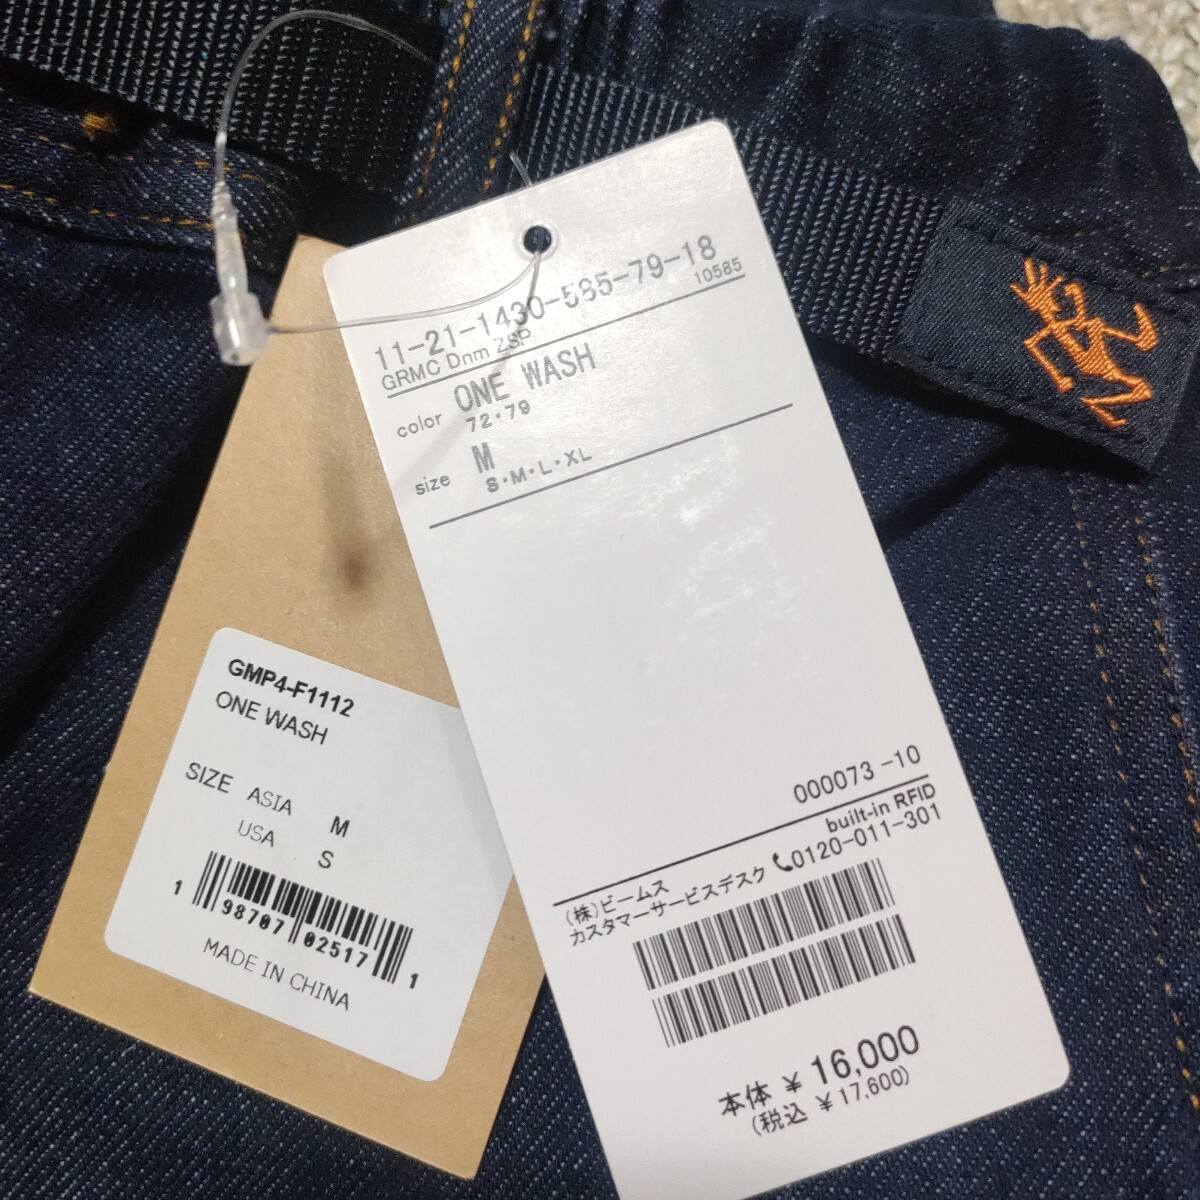 11-21-1430-585-79-18
GRMC Dnm ZSP 10585
color ONE WASH
72・79
size M
S・M・L・XL
000073 -10
built-in RFID
(株)ビームス
カスタマーサービスデスク 0120-011-301
本体 ¥ 16,000
(税込 ¥17,600)
GMP4-F1112
ONE WASH
SIZE ASIA M
USA S
1 98707 02517 1
MADE IN CHINA